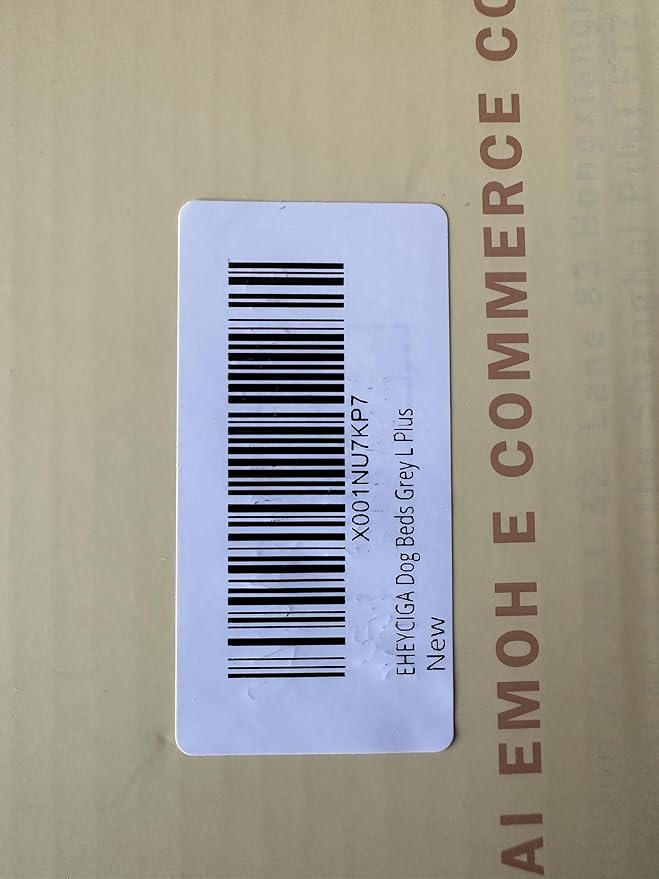 X001NU7KP7
EHEYCIGA Dog Beds Grey L Plus
New
AI EMOH E COMMERCE CO